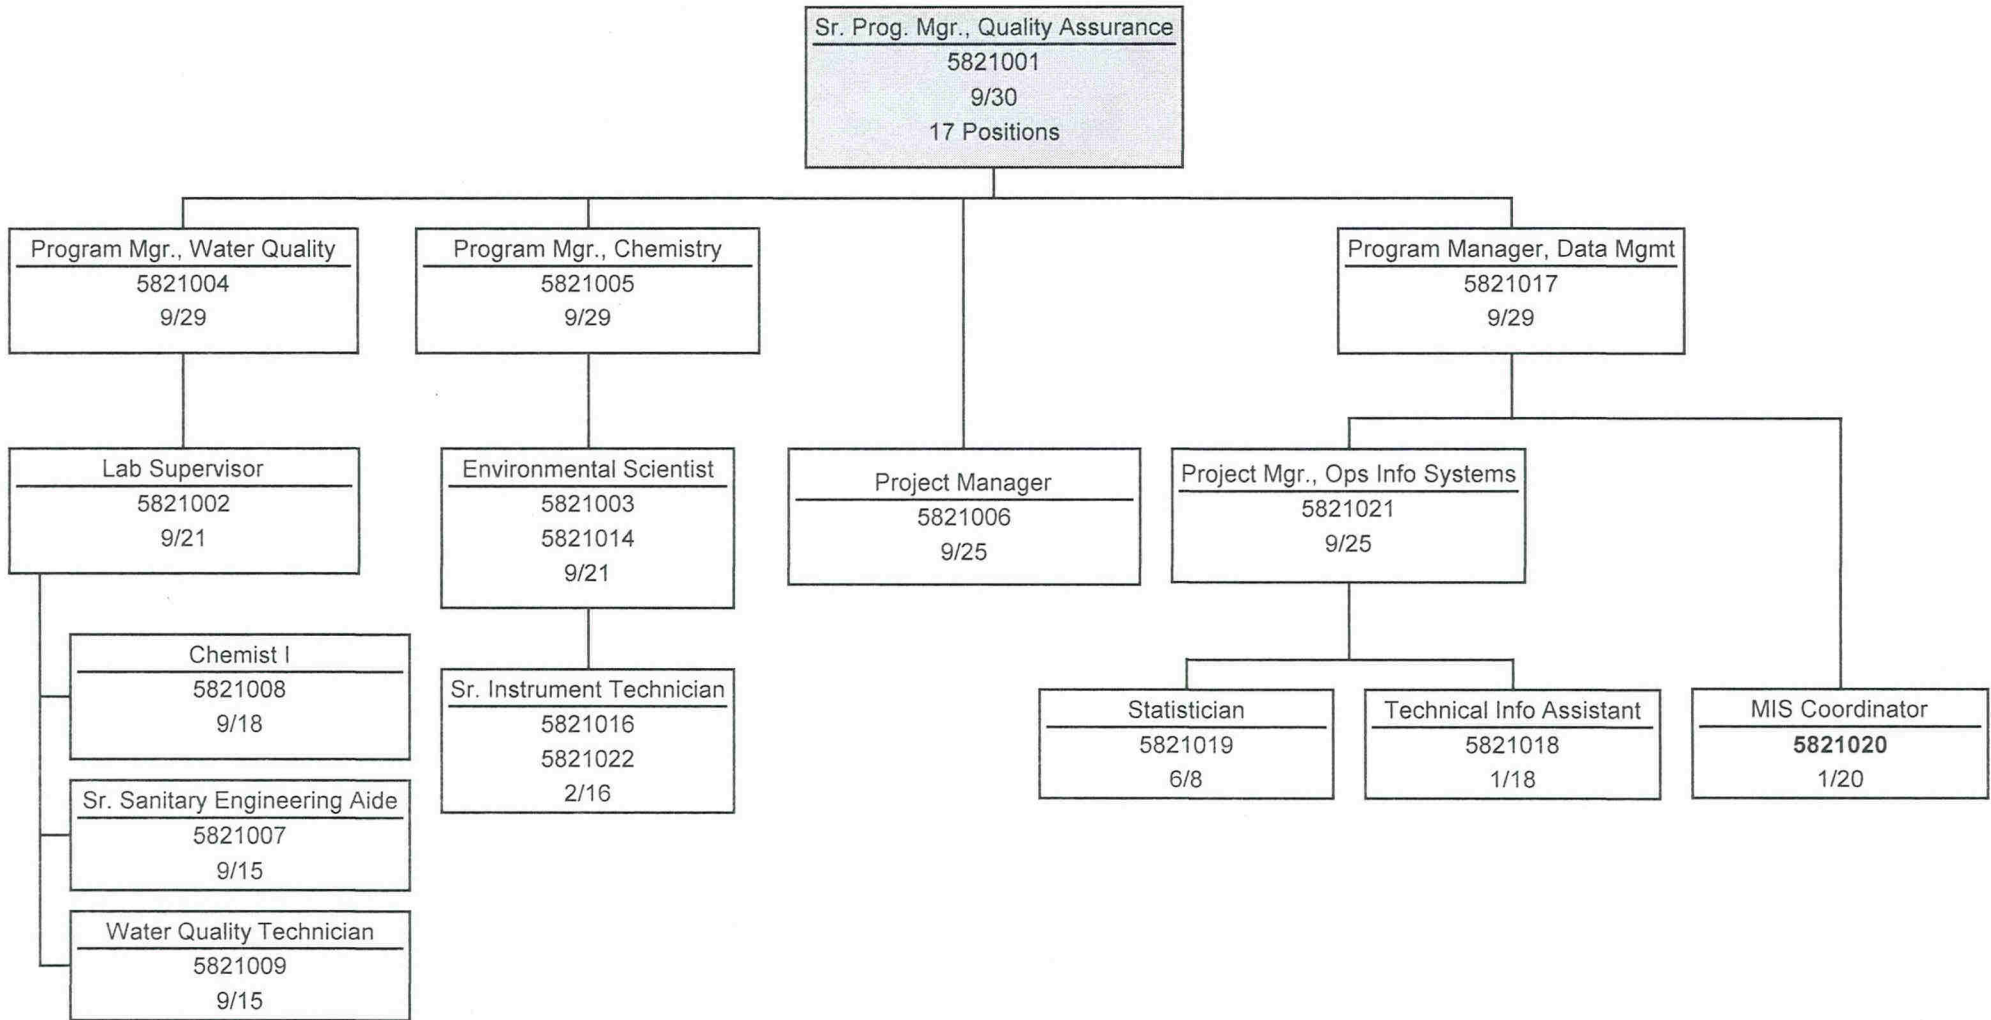 Sr. Prog. Mgr., Quality Assurance
5821001
9/30
17 Positions
Program Mgr., Water Quality
5821004
9/29
Program Mgr., Chemistry
5821005
9/29
Program Manager, Data Mgmt
5821017
9/29
Lab Supervisor
5821002
9/21
Environmental Scientist
5821003
5821014
9/21
Project Manager
5821006
9/25
Project Mgr., Ops Info Systems
5821021
9/25
Chemist I
5821008
9/18
Sr. Instrument Technician
5821016
5821022
2/16
Statistician
5821019
6/8
Technical Info Assistant
5821018
1/18
MIS Coordinator
5821020
1/20
Sr. Sanitary Engineering Aide
5821007
9/15
Water Quality Technician
5821009
9/15